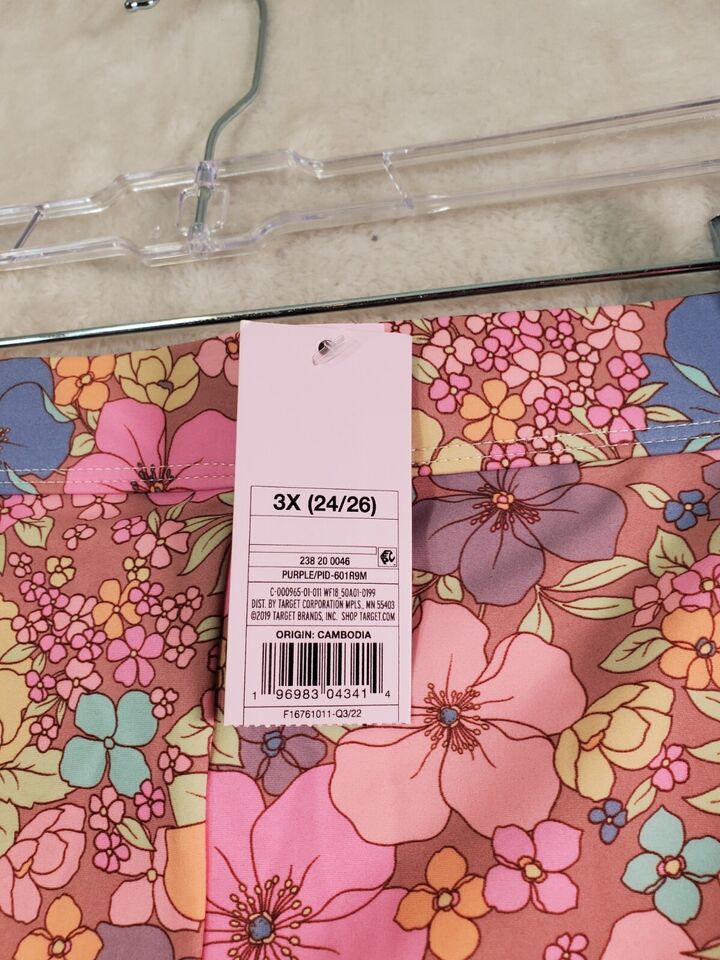 3X (24/26)
238 20 0046
PURPLE/PID-601R9M
C-000965-01-011 WF18_50A01-0199
DIST. BY TARGET CORPORATION MPLS., MN 55403
©2019 TARGET BRANDS, INC. SHOP TARGET.COM
ORIGIN: CAMBODIA
1 96983 04341 4
F16761011-Q3/22